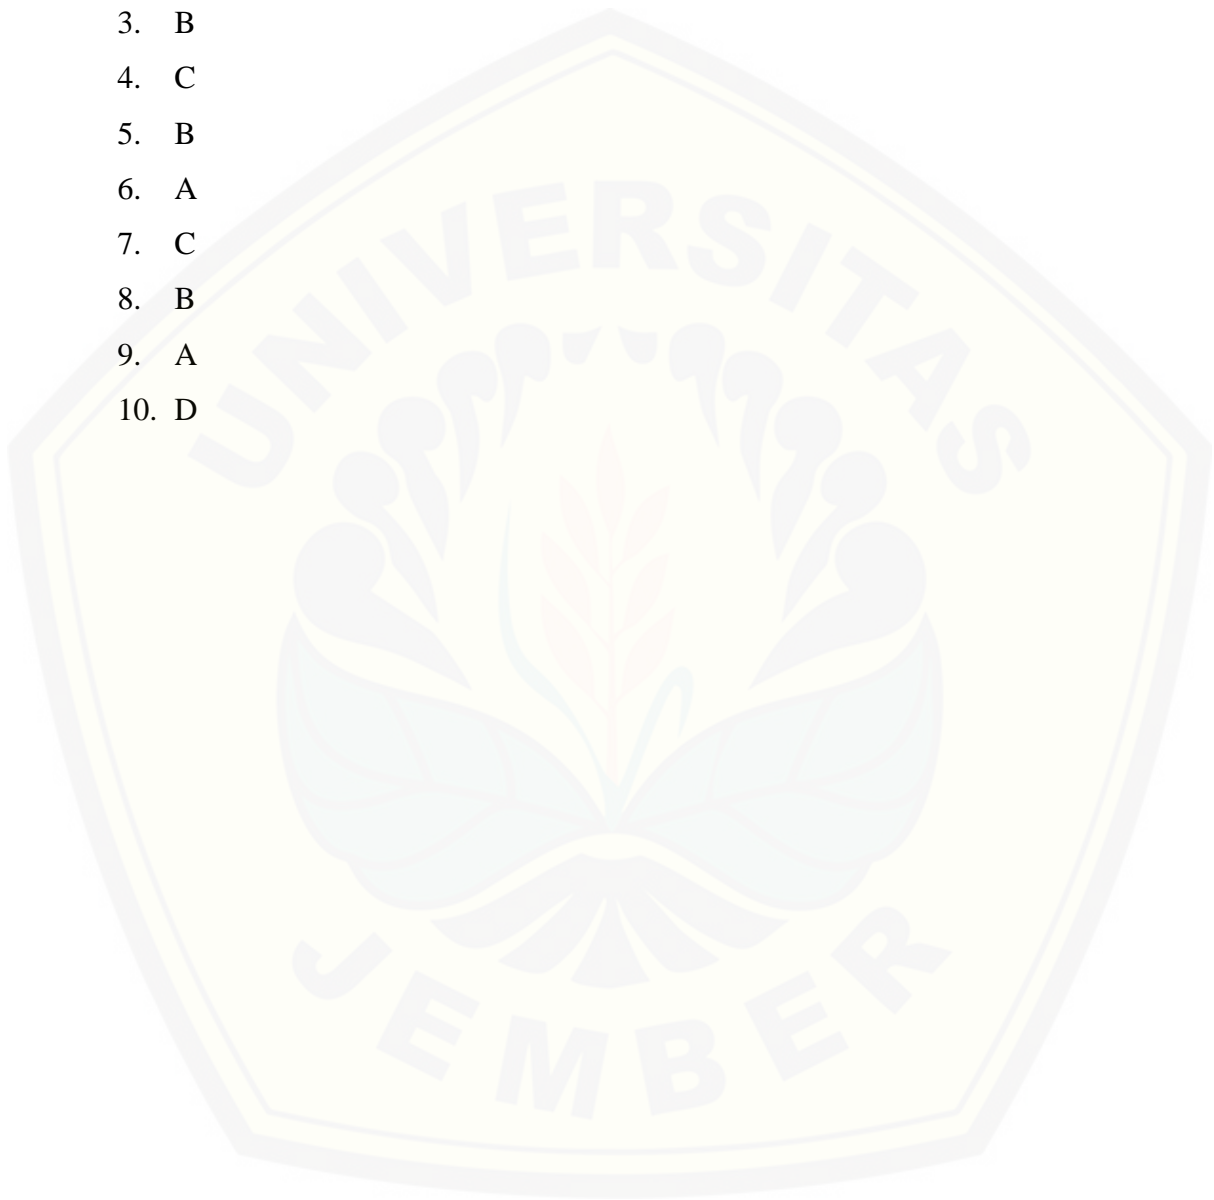 3. B
4. C
5. B
6. A
7. C
8. B
9. A
10. D
UNIVERSITAS
JEMBER